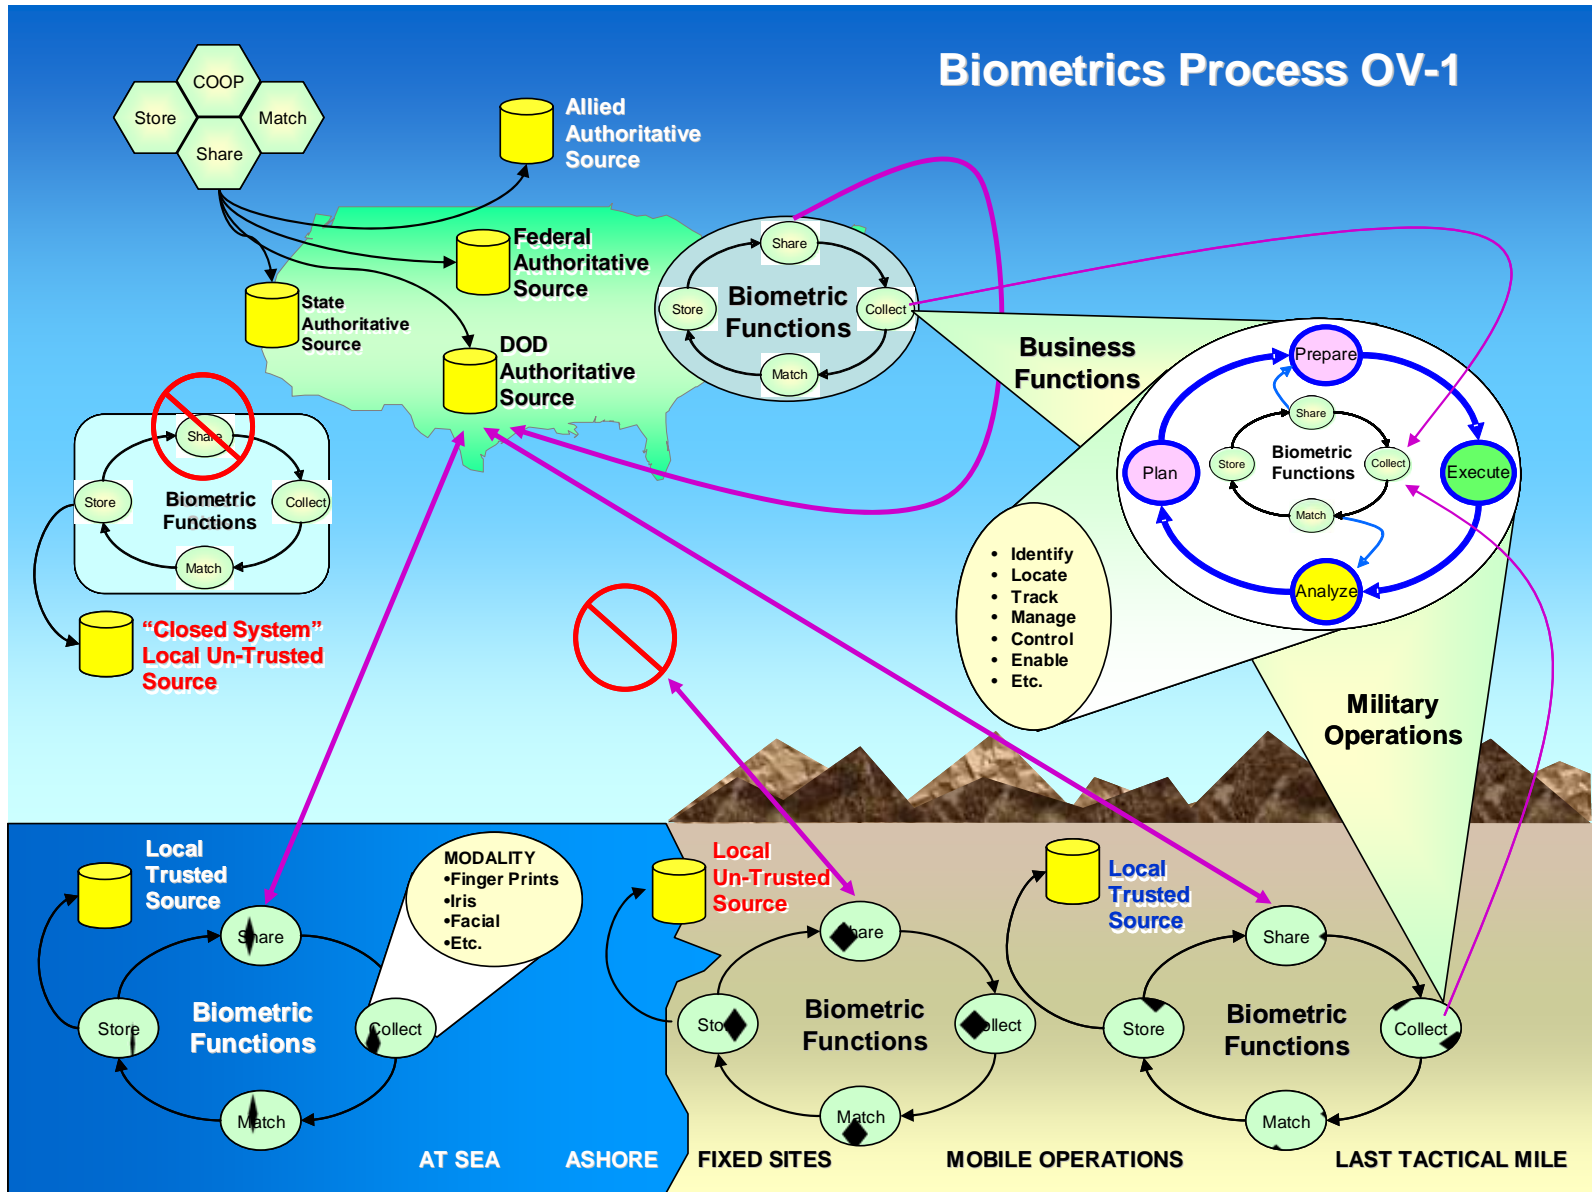 Biometrics Process OV-1
COOP
Store
Match
Share
Allied
Authoritative
Source
Federal
Authoritative
Source
State
Authoritative
Source
DOD
Authoritative
Source
Share
Store
Collect
Match
Biometric
Functions
Business
Functions
Prepare
Plan
Execute
Analyze
Share
Store
Collect
Match
Biometric
Functions
Share
Store
Collect
Match
Biometric
Functions
"Closed System"
Local Un-Trusted
Source
• Identify
• Locate
• Track
• Manage
• Control
• Enable
• Etc.
Military
Operations
Local
Trusted
Source
MODALITY
•Finger Prints
•Iris
•Facial
•Etc.
Share
Store
Collect
Match
Biometric
Functions
Local
Un-Trusted
Source
Share
Store
Collect
Match
Biometric
Functions
Local
Trusted
Source
Share
Store
Collect
Match
Biometric
Functions
AT SEA
ASHORE
FIXED SITES
MOBILE OPERATIONS
LAST TACTICAL MILE